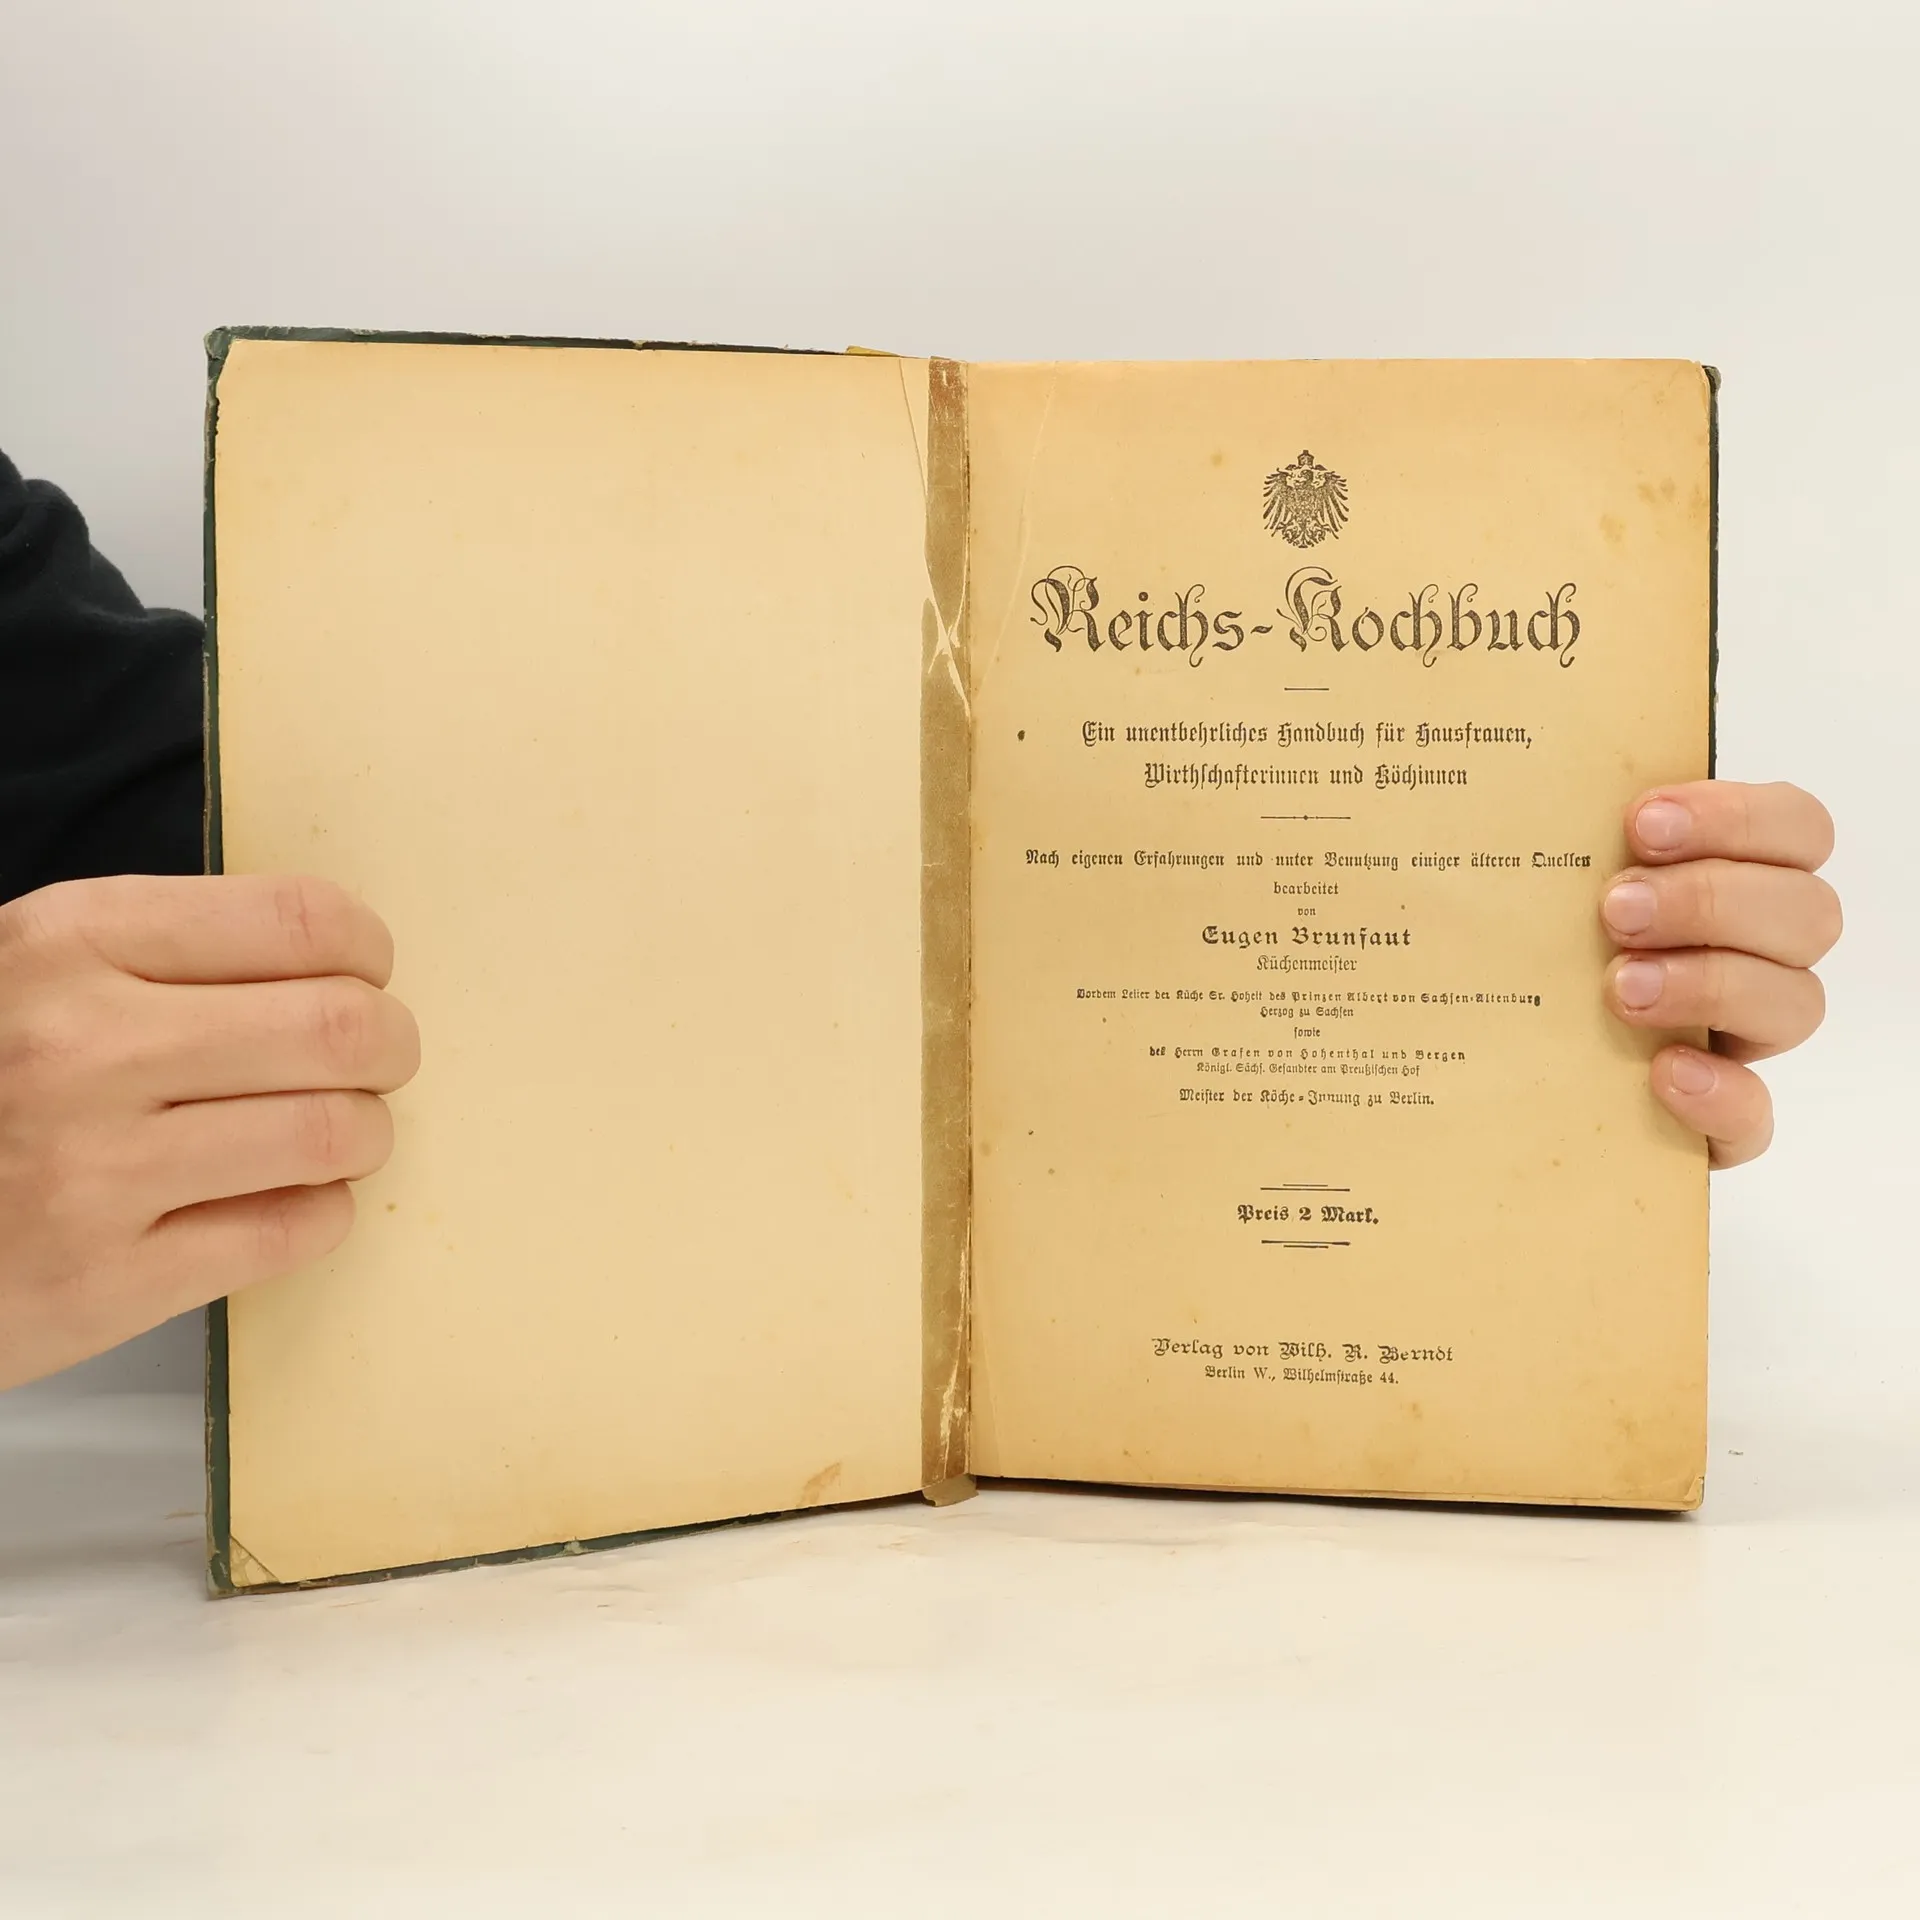 Reichs-Kochbuch
Ein unentbehrliches Handbuch für Hausfrauen,
Wirthschafterinnen und Köchinnen
Nach eigenen Erfahrungen und unter Benutzung einiger älteren Quellen
bearbeitet
von
Eugen Brunfaut
Küchenmeister
Vordem Leiter der Küche Sr. Hoheit des Prinzen Albert von Sachsen-Altenburg
Herzog zu Sachsen
sowie
des Herrn Grafen von Hohenthal und Bergen
Königl. Sächs. Gesandter am Preußischen Hof
Meister der Köche-Innung zu Berlin.
Preis 2 Mark.
Verlag von Wilh. R. Berndt
Berlin W., Wilhelmstraße 44.